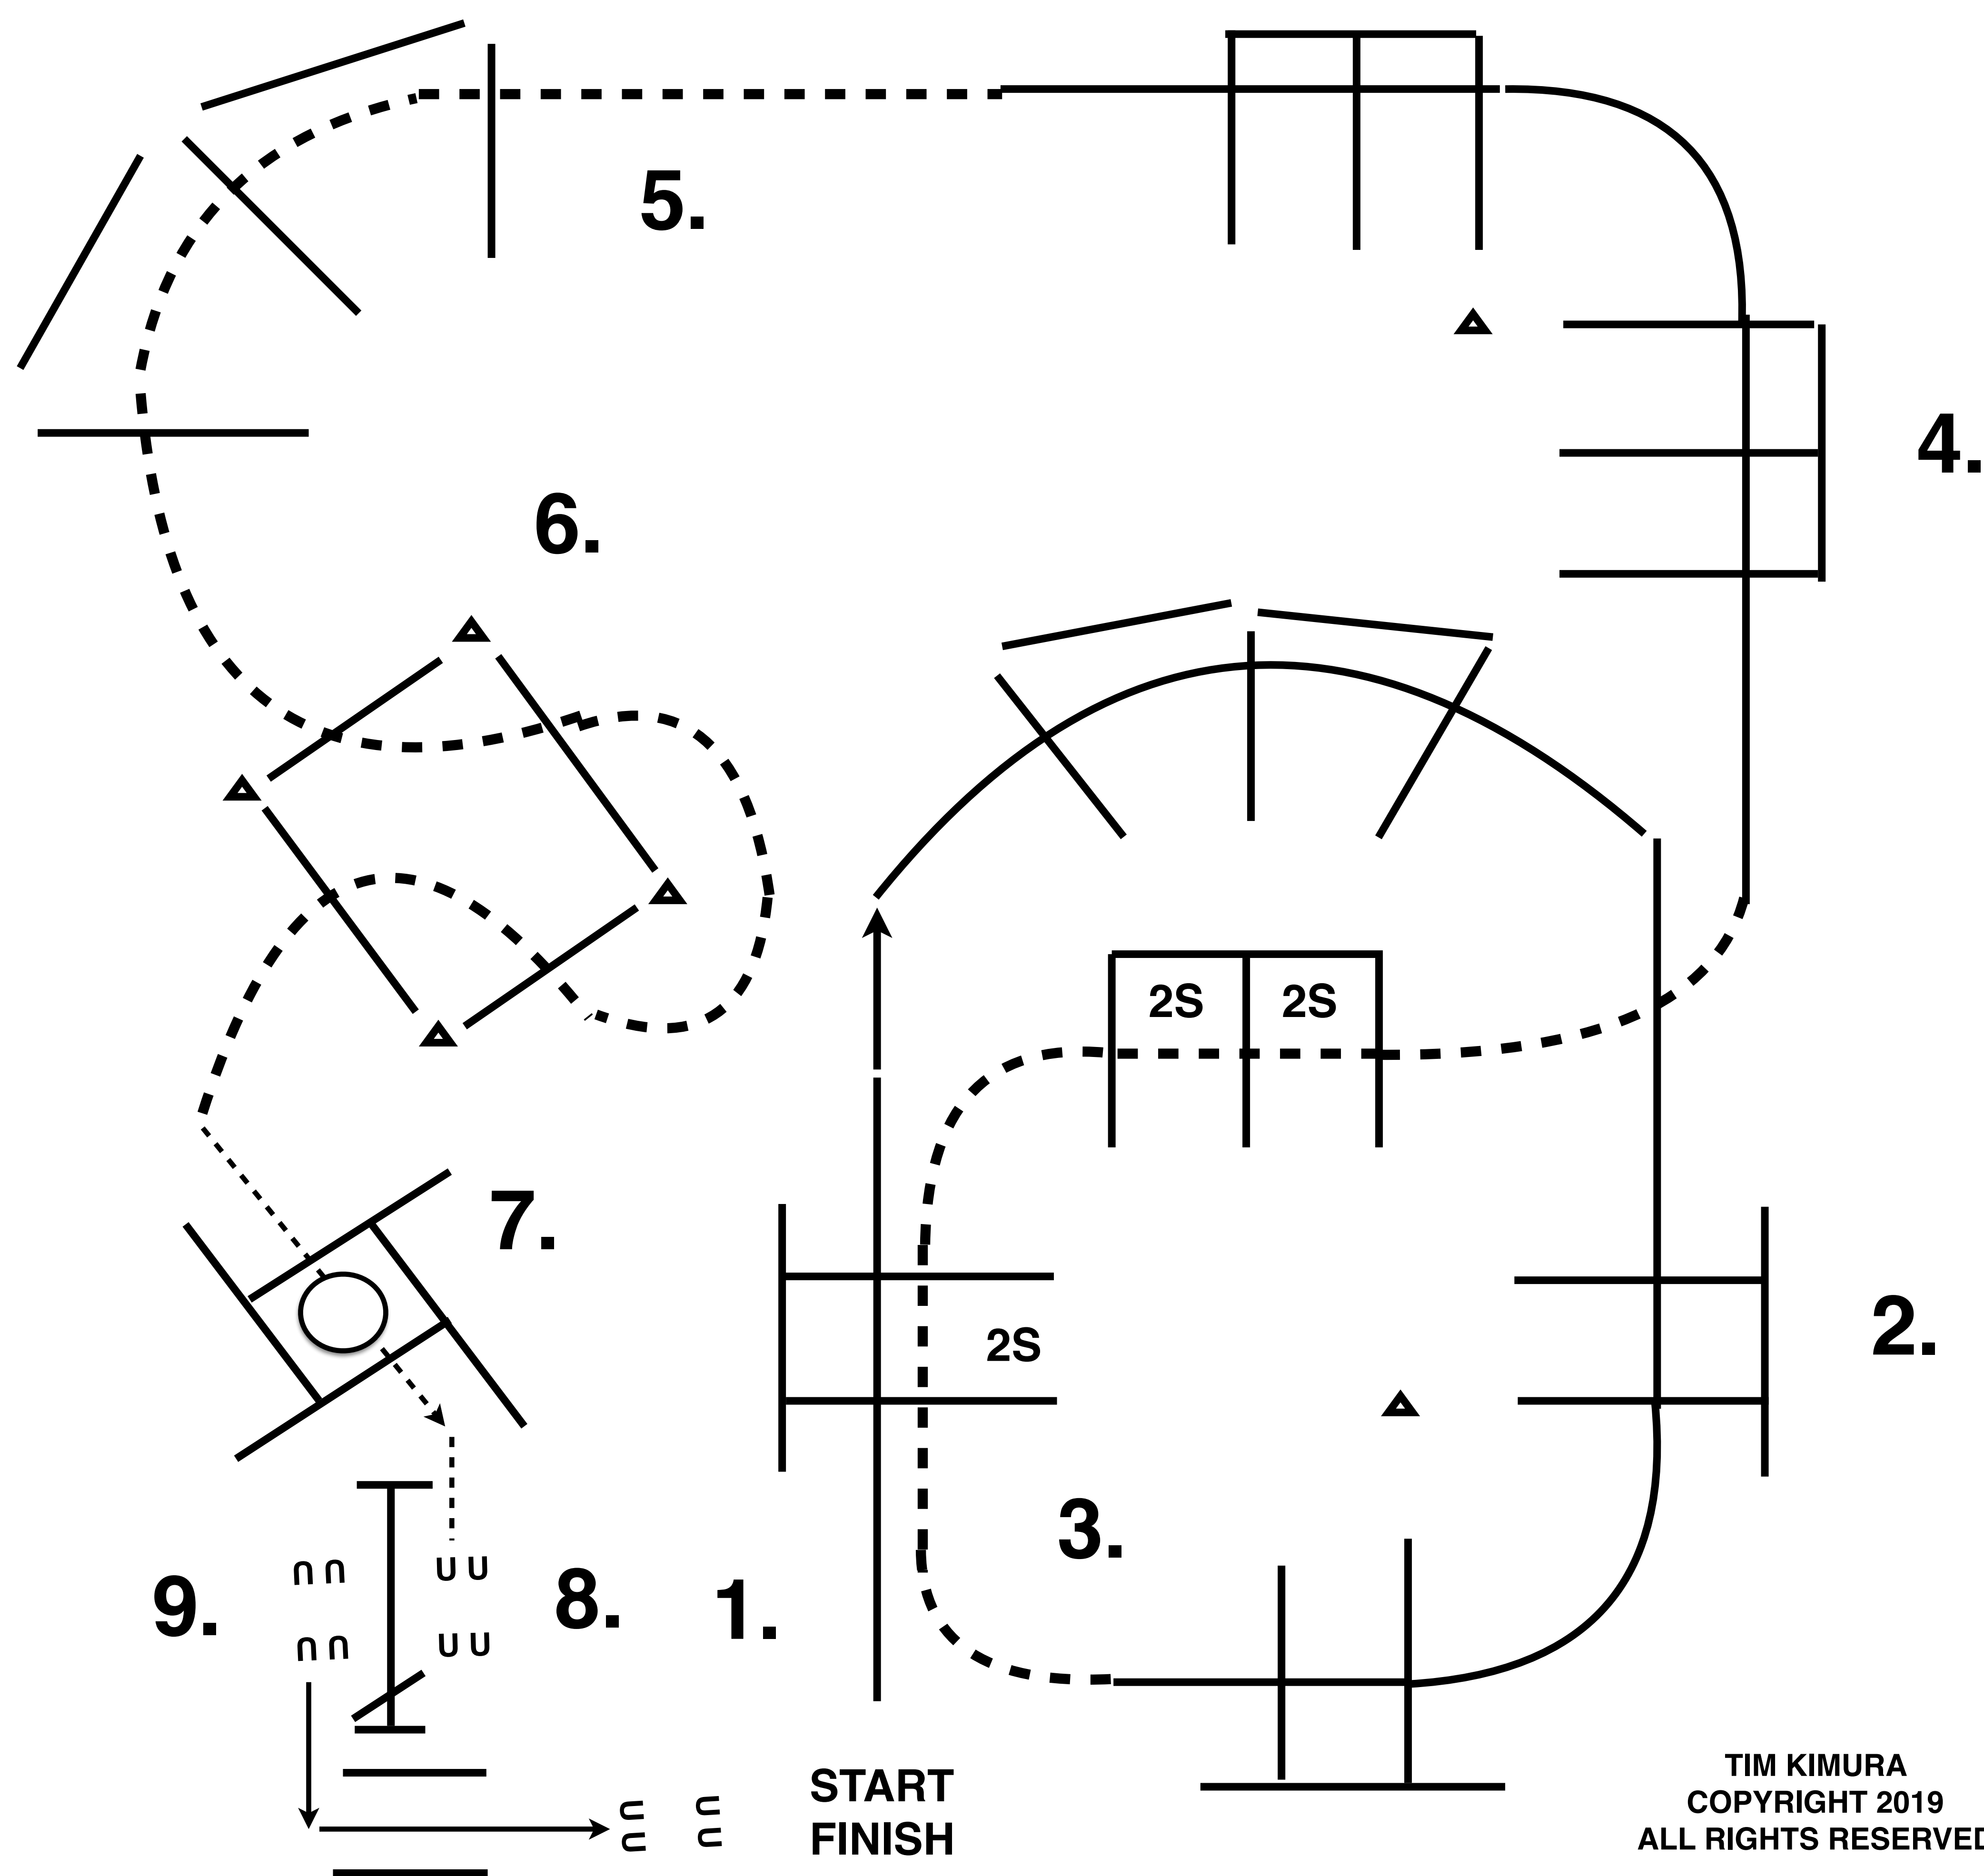 5.
4.
6.
2S 2S
7.
2.
2S
3.
9.
8.
1.
START
FINISH
TIM KIMURA
COPYRIGHT 2019
ALL RIGHTS RESERVED